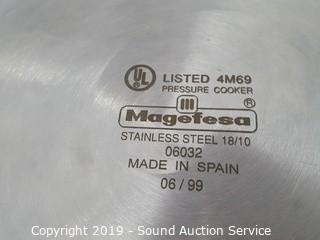 UL LISTED 4M69
PRESSURE COOKER
®
Magefesa
STAINLESS STEEL 18/10
06032
MADE IN SPAIN
06/99
Copyright 2019 - Sound Auction Service